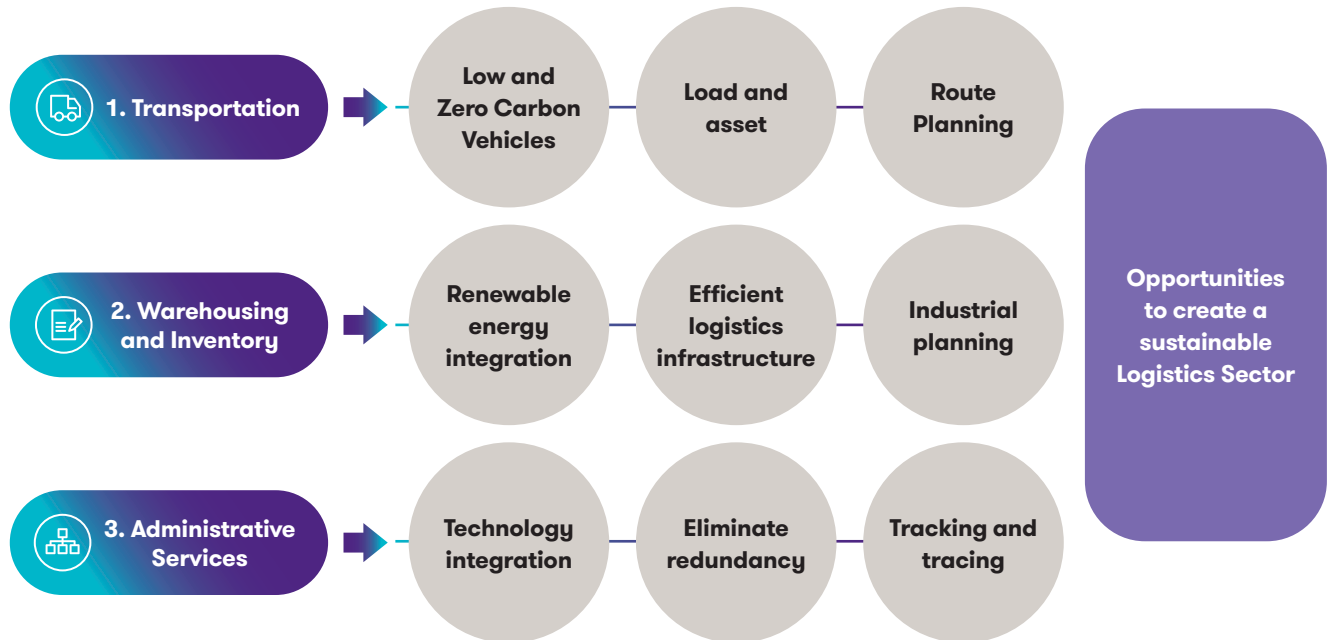 1. Transportation
Low and
Zero Carbon
Vehicles
Load and
asset
Route
Planning
2. Warehousing
and Inventory
Renewable
energy
integration
Efficient
logistics
infrastructure
Industrial
planning
3. Administrative
Services
Technology
integration
Eliminate
redundancy
Tracking and
tracing
Opportunities
to create a
sustainable
Logistics Sector